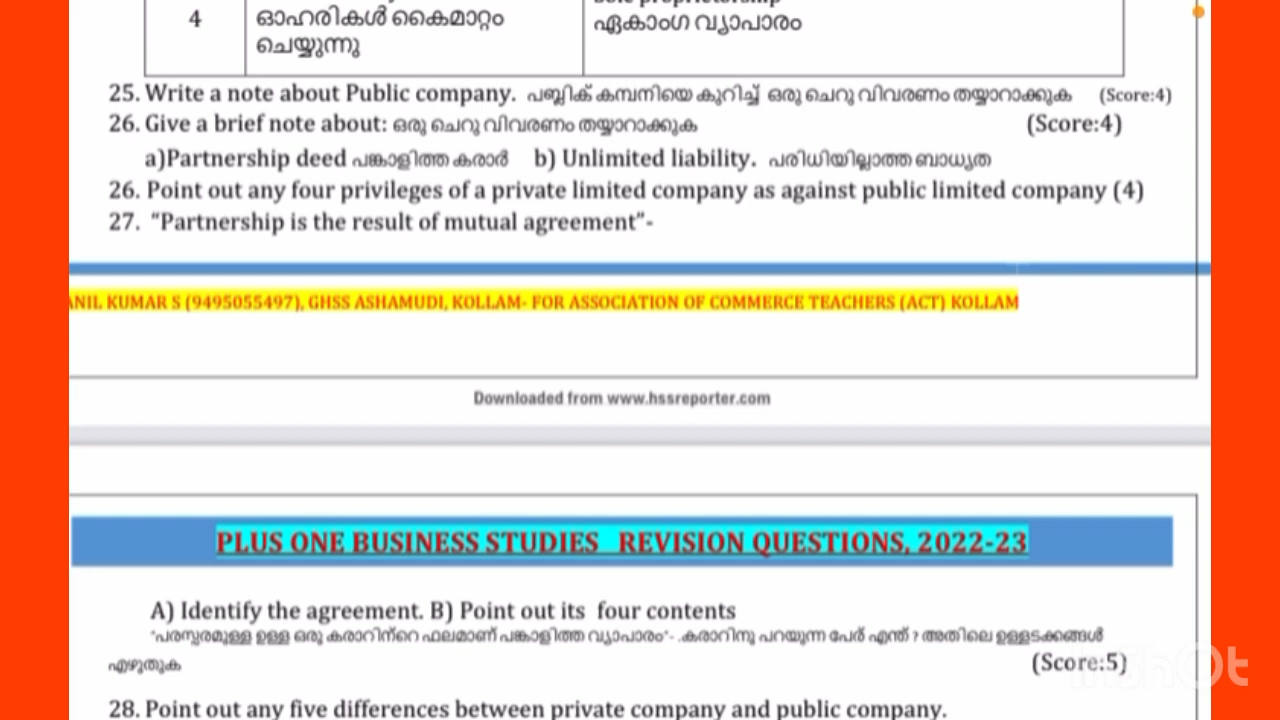 4
ഓഹരികൾ കൈമാറ്റം
ചെയ്യുന്നു
sole proprietorship
ഏകാംഗ വ്യാപാരം
25. Write a note about Public company. പബ്ലിക് കമ്പനിയെ കുറിച്ച് ഒരു ചെറു വിവരണം തയ്യാറാക്കുക (Score:4)
26. Give a brief note about: ഒരു ചെറു വിവരണം തയ്യാറാക്കുക (Score:4)
a)Partnership deed പങ്കാളിത്ത കരാർ b) Unlimited liability. പരിധിയില്ലാത്ത ബാധ്യത
26. Point out any four privileges of a private limited company as against public limited company (4)
27. "Partnership is the result of mutual agreement"-
ANIL KUMAR S (9495055497), GHSS ASHAMUDI, KOLLAM- FOR ASSOCIATION OF COMMERCE TEACHERS (ACT) KOLLAM
Downloaded from www.hssreporter.com
PLUS ONE BUSINESS STUDIES REVISION QUESTIONS, 2022-23
A) Identify the agreement. B) Point out its four contents
"പരസ്പരമുള്ള ഉള്ള ഒരു കരാറിന്റെ ഫലമാണ് പങ്കാളിത്ത വ്യാപാരം"- .കരാറിനു പറയുന്ന പേര് എന്ത് ? അതിലെ ഉള്ളടക്കങ്ങൾ
എഴുതുക (Score:5)
InShOt
28. Point out any five differences between private company and public company.